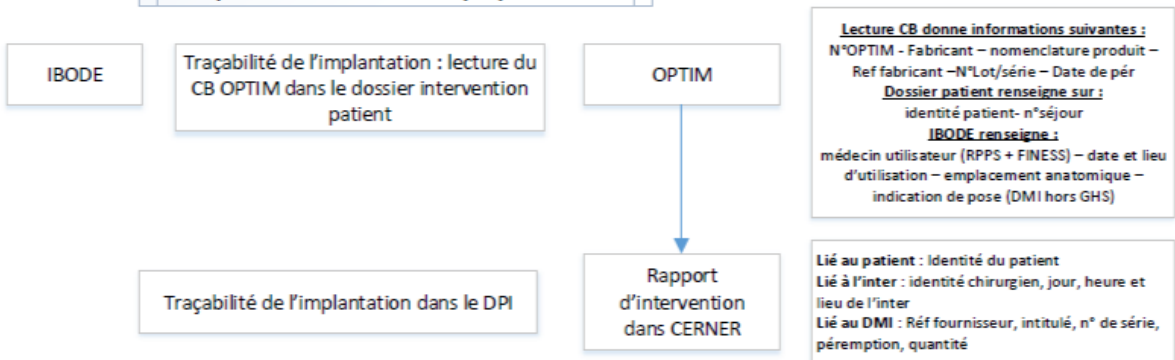 IBODE
Traçabilité de l'implantation : lecture du
CB OPTIM dans le dossier intervention
patient
OPTIM
Lecture CB donne informations suivantes :
N°OPTIM - Fabricant – nomenclature produit –
Ref fabricant –N°Lot/série – Date de pér
Dossier patient renseigne sur :
identité patient- n°séjour
IBODE renseigne :
médecin utilisateur (RPPS + FINESS) – date et lieu
d'utilisation – emplacement anatomique –
indication de pose (DMI hors GHS)
Traçabilité de l'implantation dans le DPI
Rapport
d'intervention
dans CERNER
Lié au patient : Identité du patient
Lié à l'inter : identité chirurgien, jour, heure et
lieu de l'inter
Lié au DMI : Réf fournisseur, intitulé, n° de série,
péremption, quantité